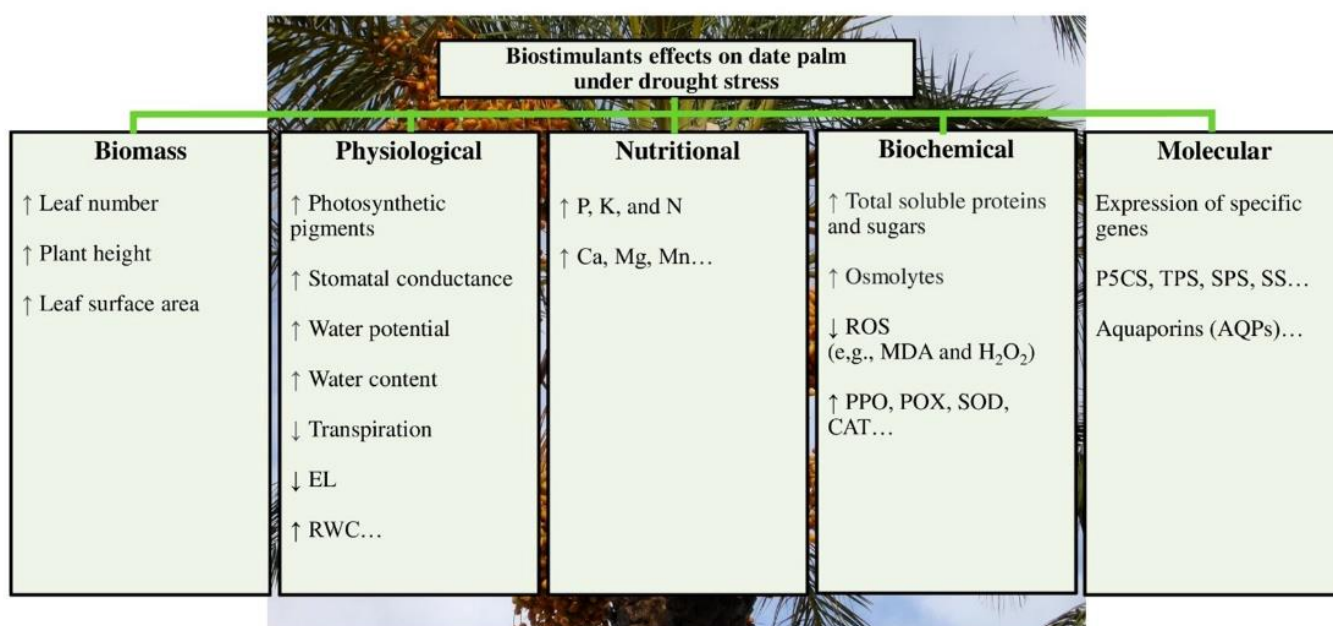 Biostimulants effects on date palm
under drought stress
Biomass
↑ Leaf number
↑ Plant height
↑ Leaf surface area
Physiological
↑ Photosynthetic
pigments
↑ Stomatal conductance
↑ Water potential
↑ Water content
↓ Transpiration
↓ EL
↑ RWC…
Nutritional
↑ P, K, and N
↑ Ca, Mg, Mn…
Biochemical
↑ Total soluble proteins
and sugars
↑ Osmolytes
↓ ROS
(e,g., MDA and H₂O₂)
↑ PPO, POX, SOD,
CAT…
Molecular
Expression of specific
genes
P5CS, TPS, SPS, SS…
Aquaporins (AQPs)…